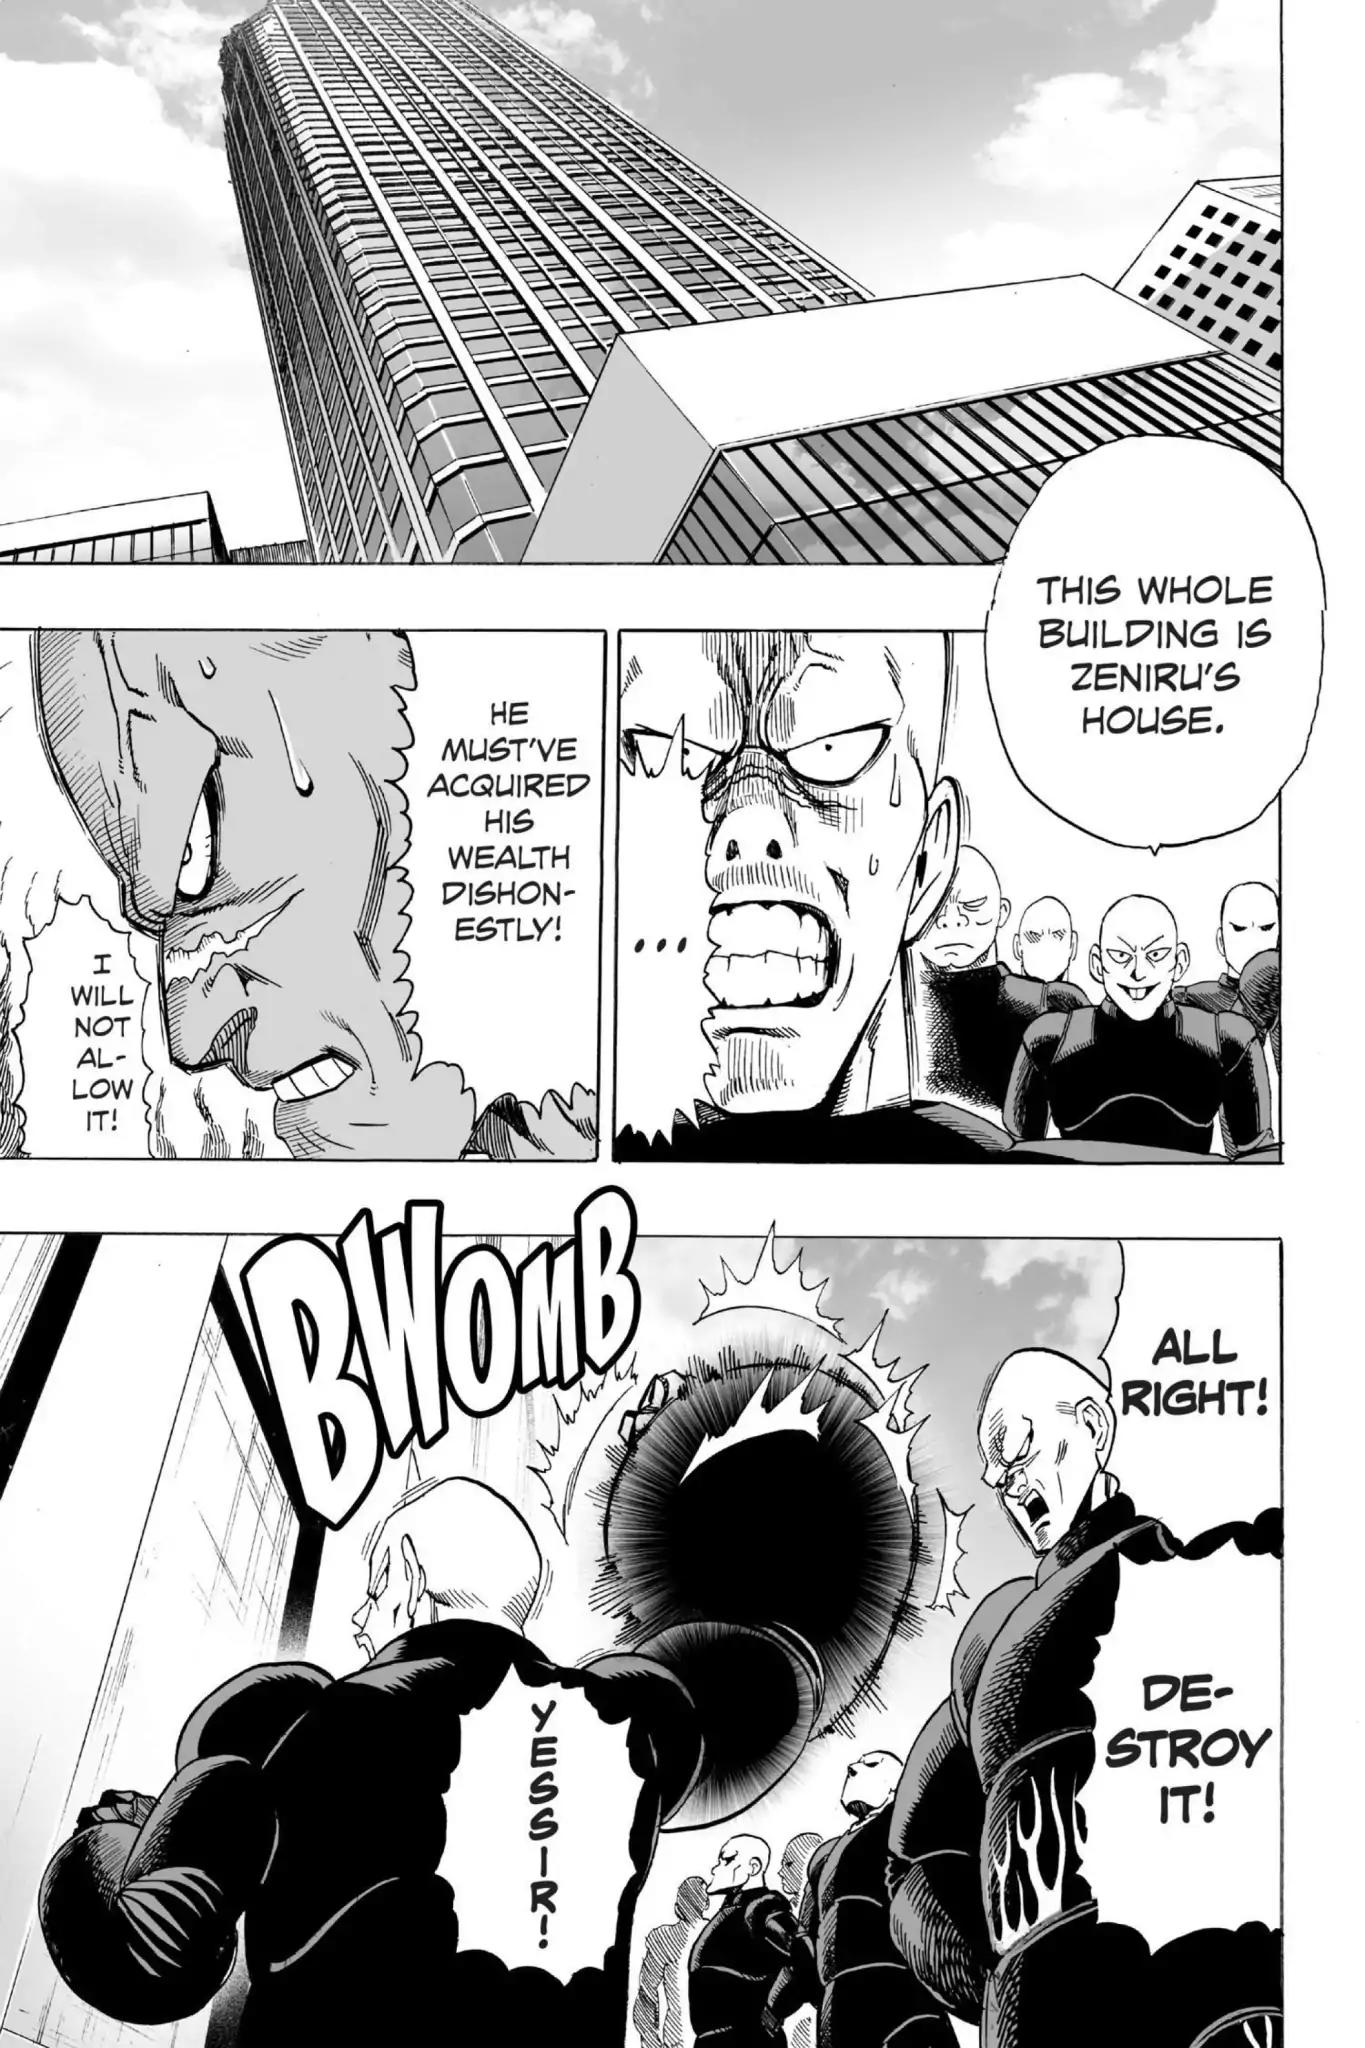 THIS WHOLE
BUILDING IS
ZENIRU'S
HOUSE.
...
HE
MUST'VE
ACQUIRED
HIS
WEALTH
DISHON-
ESTLY!
I
WILL
NOT
AL-
LOW
IT!
ALL
RIGHT!
DE-
STROY
IT!
BWOMB
YESSIR!